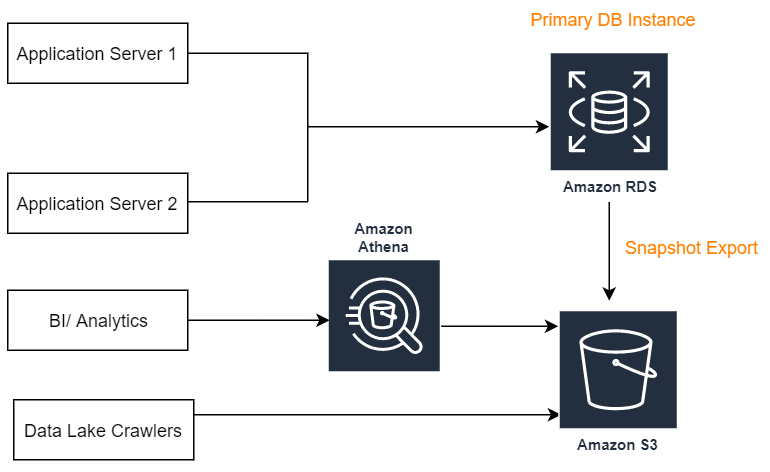 Primary DB Instance
Application Server 1
Amazon RDS
Application Server 2
Amazon
Athena
Snapshot Export
BI/ Analytics
Data Lake Crawlers
Amazon S3